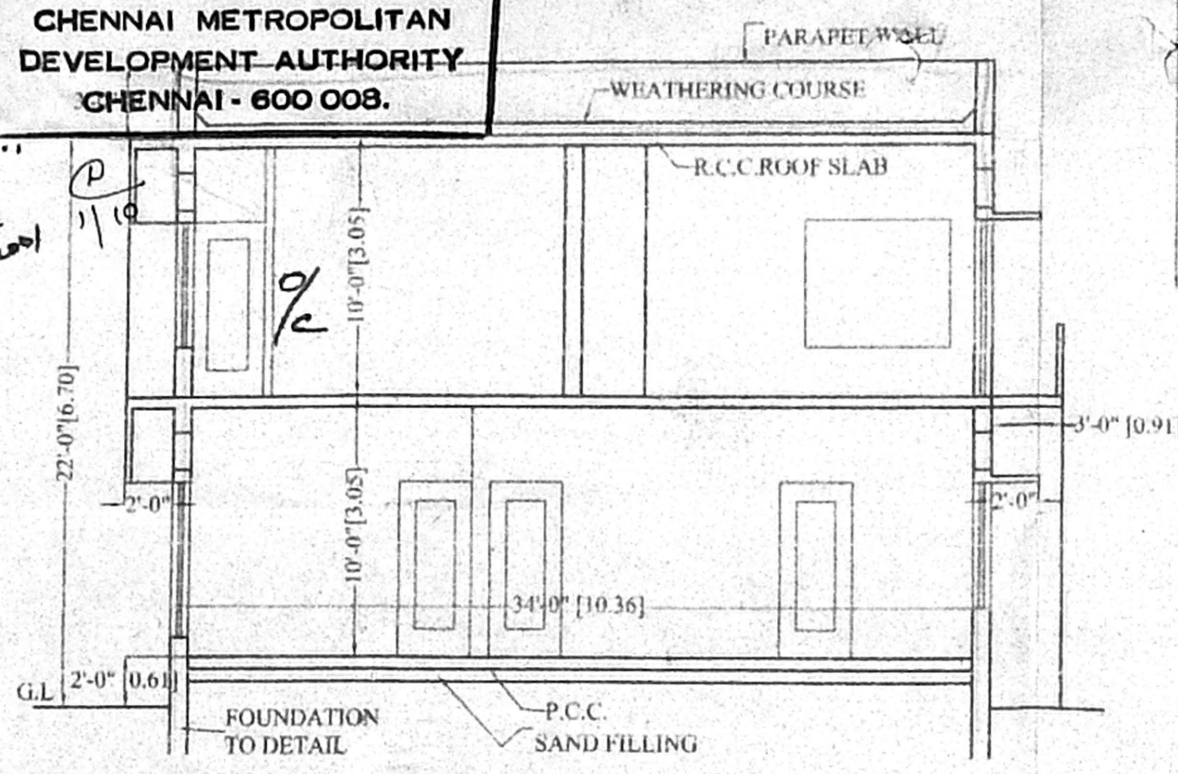 CHENNAI METROPOLITAN
DEVELOPMENT AUTHORITY
CHENNAI - 600 008.
PARAPET WALL
WEATHERING COURSE
R.C.C.ROOF SLAB
P
1/10
%
10'-0"[3.05]
22'-0"[6.70]
3'-0" [0.91
2'-0"
2'-0"
10'-0"[3.05]
34'-0" [10.36]
G.L
2'-0" [0.61]
FOUNDATION
TO DETAIL
P.C.C.
SAND FILLING